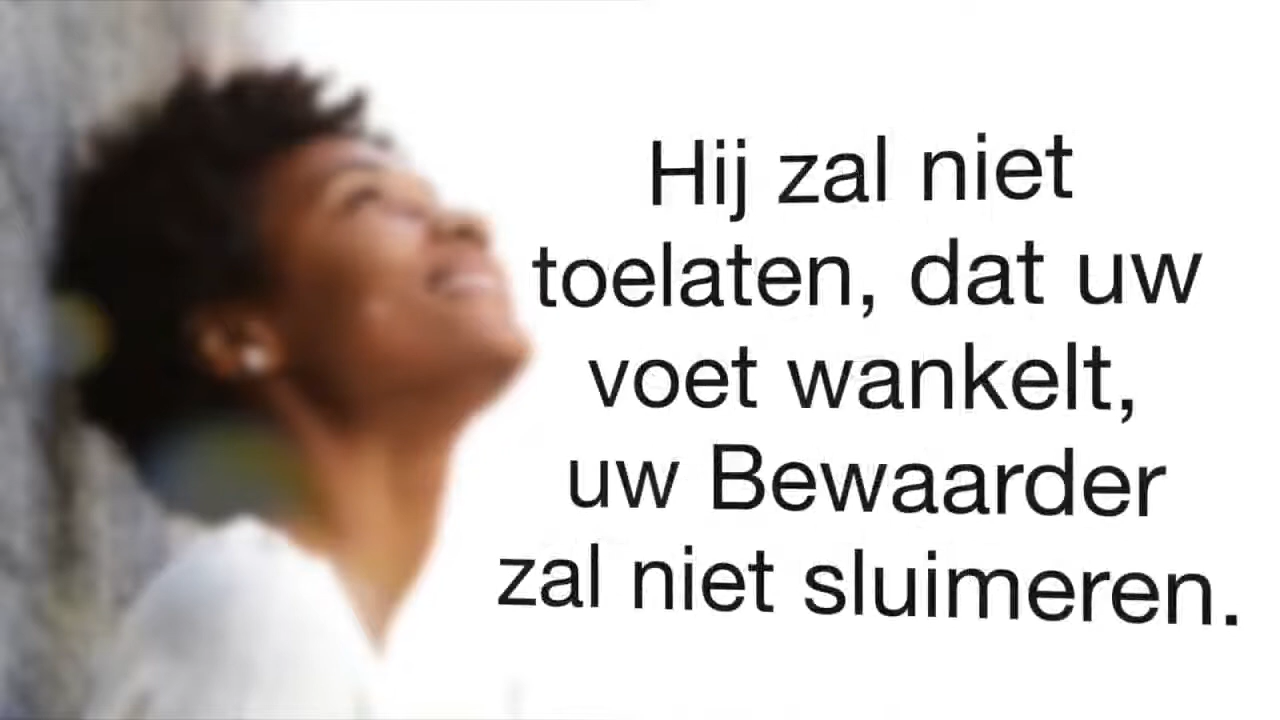 Hij zal niet
toelaten, dat uw
voet wankelt,
uw Bewaarder
zal niet sluimeren.